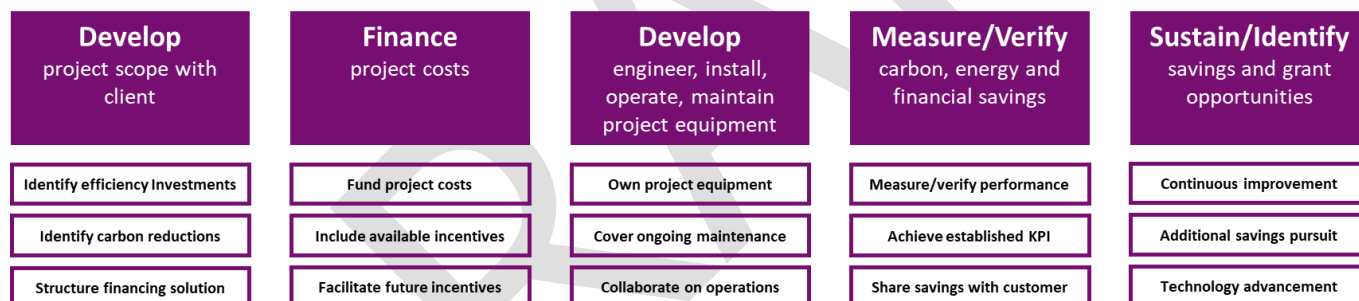 Develop
project scope with
client
Identify efficiency Investments
Identify carbon reductions
Structure financing solution
Finance
project costs
Fund project costs
Include available incentives
Facilitate future incentives
Develop
engineer, install,
operate, maintain
project equipment
Own project equipment
Cover ongoing maintenance
Collaborate on operations
Measure/Verify
carbon, energy and
financial savings
Measure/verify performance
Achieve established KPI
Share savings with customer
Sustain/Identify
savings and grant
opportunities
Continuous improvement
Additional savings pursuit
Technology advancement